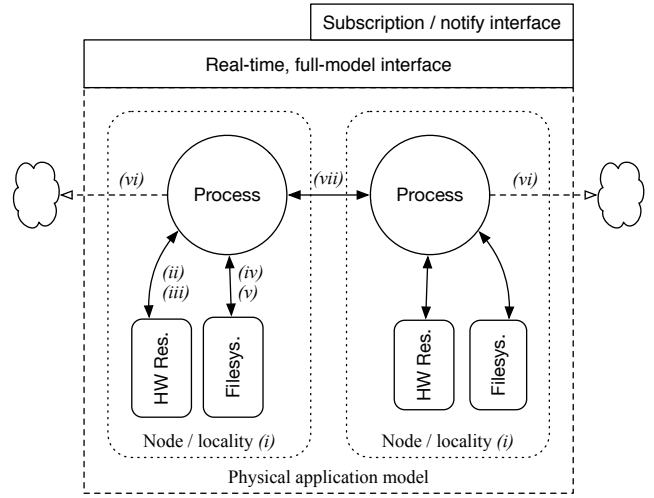 Subscription / notify interface
Real-time, full-model interface
(vi)
Process
(vii)
Process
(vi)
(ii)
(iii)
(iv)
(v)
HW Res.
Filesys.
HW Res.
Filesys.
Node / locality (i)
Node / locality (i)
Physical application model